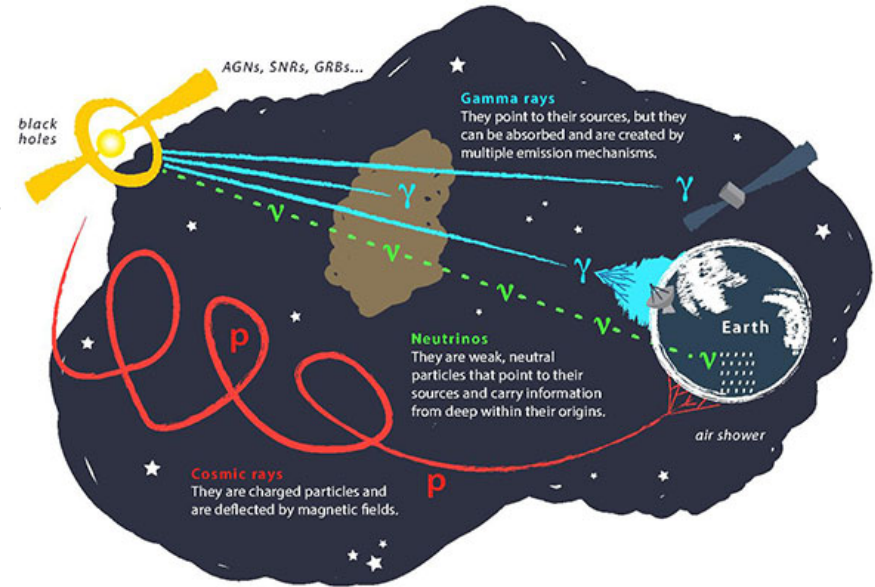 AGNs, SNRs, GRBs...
black
holes
Gamma rays
They point to their sources, but they
can be absorbed and are created by
multiple emission mechanisms.
γ
γ
ν
ν
γ
ν
ν
Earth
ν
p
Neutrinos
They are weak, neutral
particles that point to their
sources and carry information
from deep within their origins.
air shower
Cosmic rays
They are charged particles and
are deflected by magnetic fields.
p